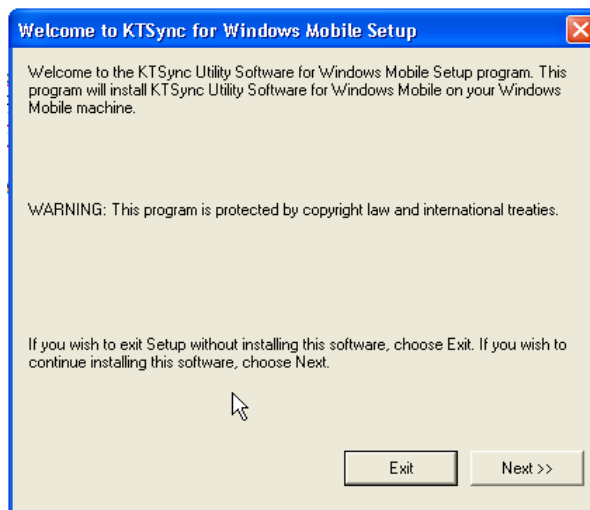 Welcome to KTSync for Windows Mobile Setup
Welcome to the KTSync Utility Software for Windows Mobile Setup program. This
program will install KTSync Utility Software for Windows Mobile on your Windows
Mobile machine.
WARNING: This program is protected by copyright law and international treaties.
If you wish to exit Setup without installing this software, choose Exit. If you wish to
continue installing this software, choose Next.
Exit
Next >>